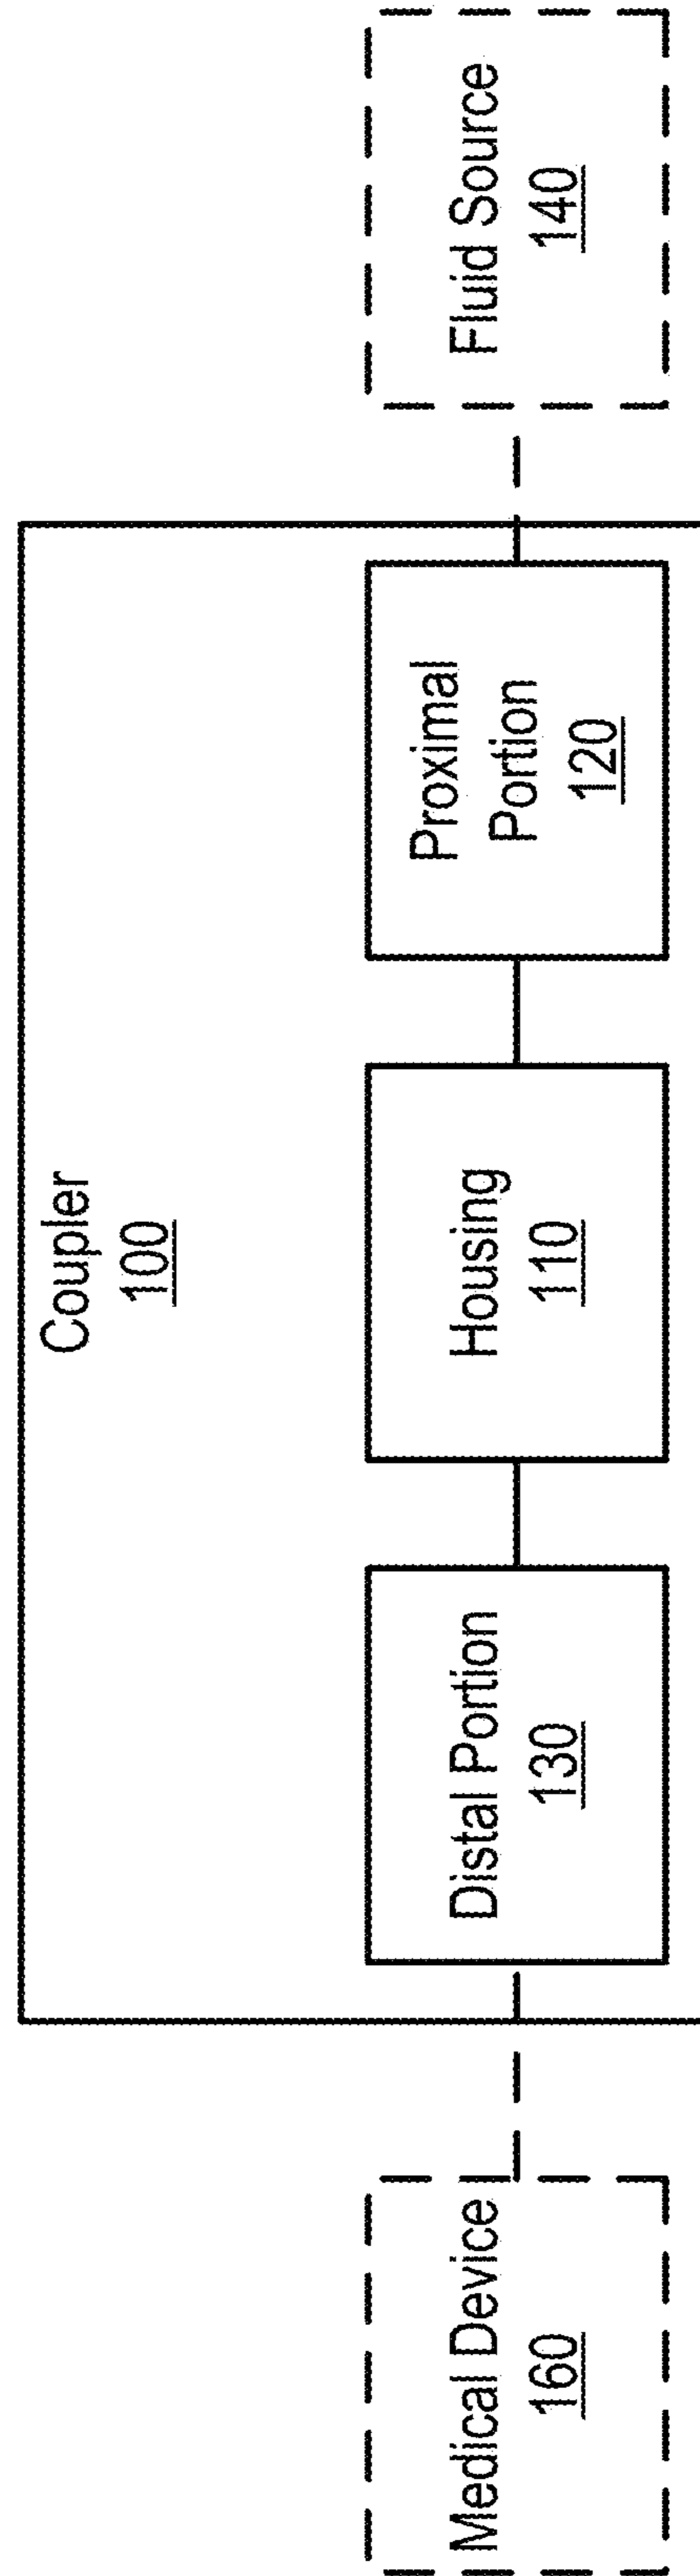 Coupler
100
Medical Device
160
Distal Portion
130
Housing
110
Proximal
Portion
120
Fluid Source
140